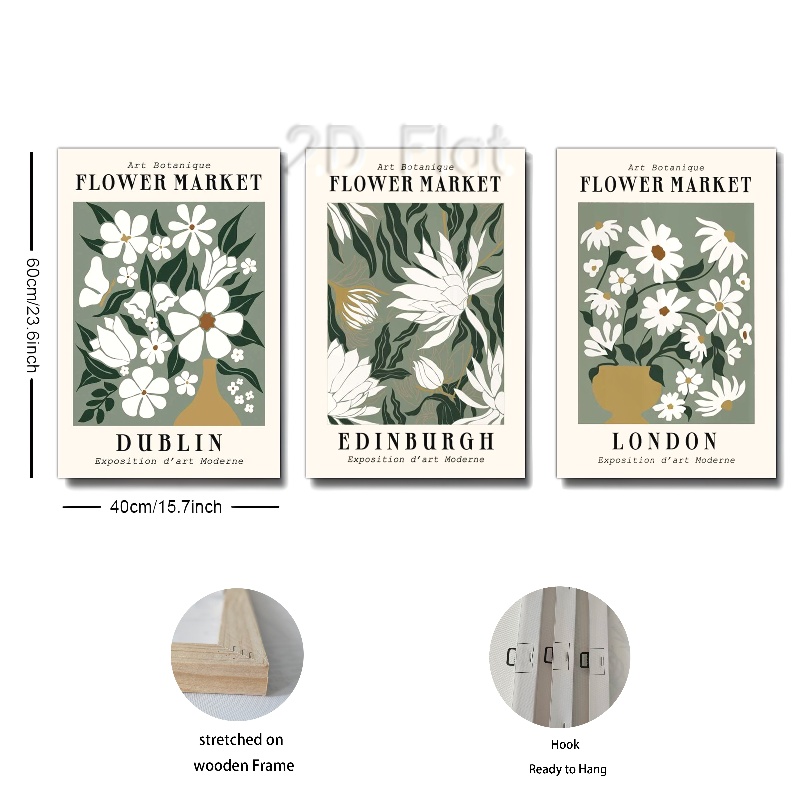 2D Flat
Art Botanique
FLOWER MARKET
DUBLIN
Exposition d'art Moderne
Art Botanique
FLOWER MARKET
EDINBURGH
Exposition d'art Moderne
Art Botanique
FLOWER MARKET
LONDON
Exposition d'art Moderne
60cm/23.6inch
40cm/15.7inch
stretched on
wooden Frame
Hook
Ready to Hang